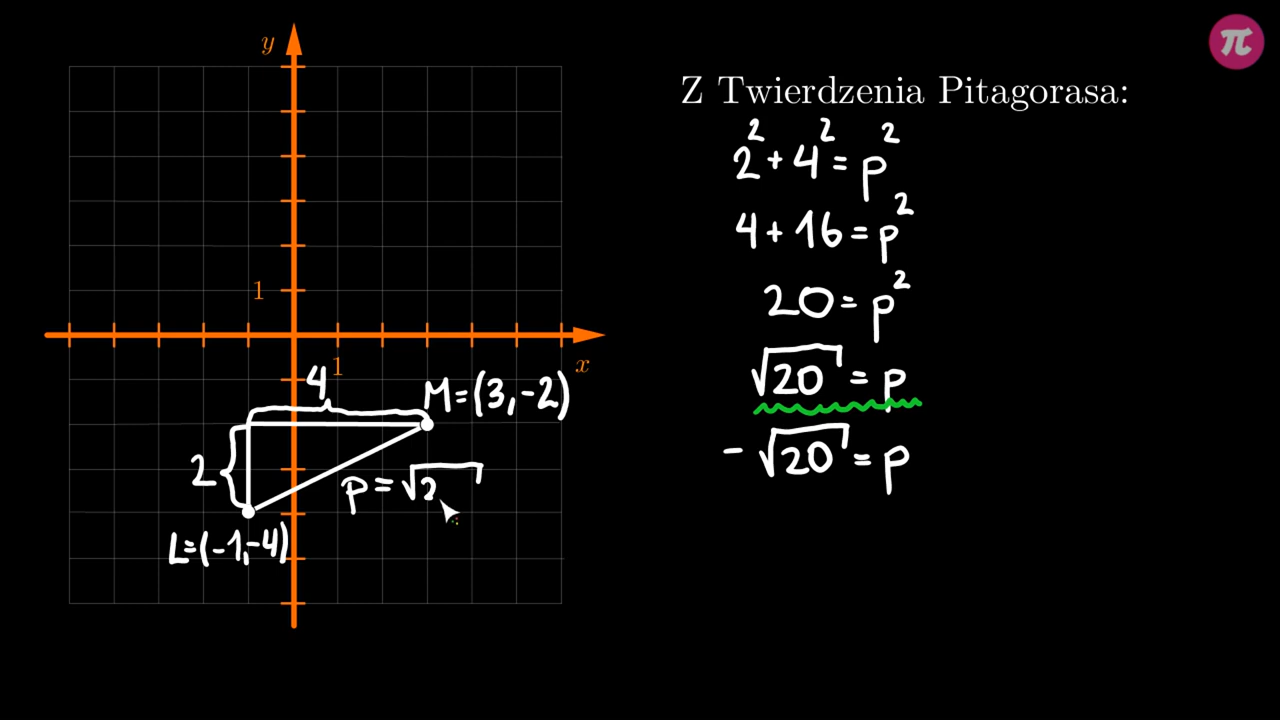 π
y
Z Twierdzenia Pitagorasa:
2² + 4² = p²
4 + 16 = p²
20 = p²
√20 = p
-√20 = p
1
x
1
4
M=(3,-2)
2
p = √2
L=(-1,-4)